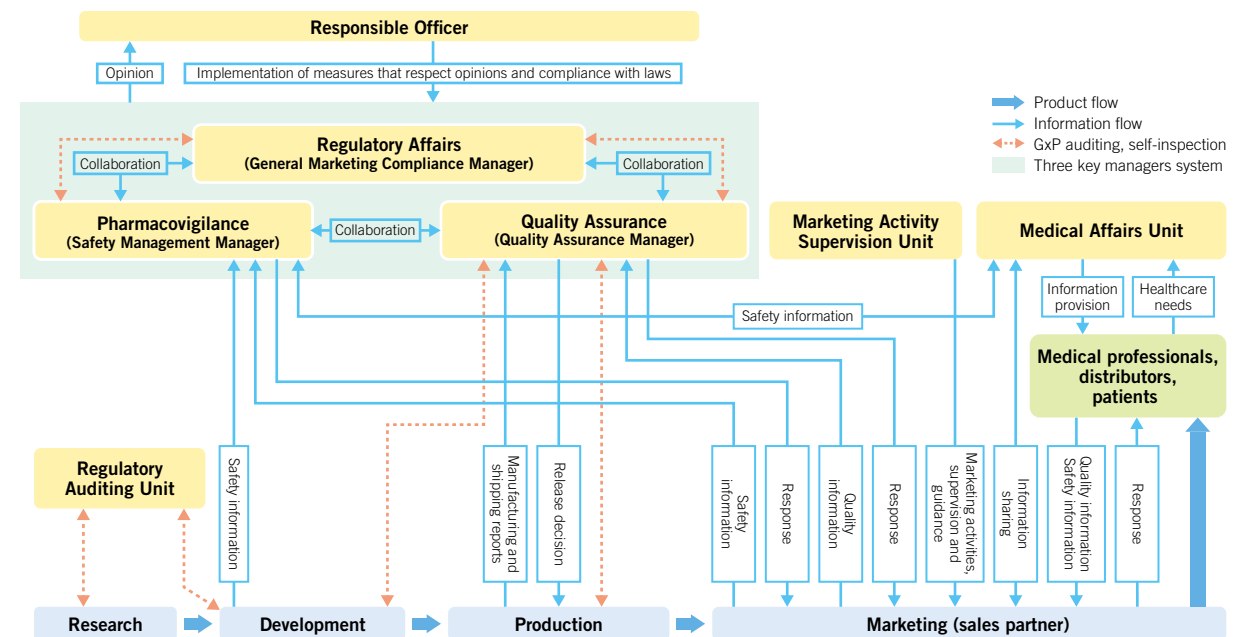 Responsible Officer
Opinion
Implementation of measures that respect opinions and compliance with laws
Product flow
Information flow
GxP auditing, self-inspection
Three key managers system
Regulatory Affairs
(General Marketing Compliance Manager)
Collaboration
Collaboration
Pharmacovigilance
(Safety Management Manager)
Collaboration
Quality Assurance
(Quality Assurance Manager)
Marketing Activity
Supervision Unit
Medical Affairs Unit
Information
provision
Healthcare
needs
Safety information
Medical professionals,
distributors,
patients
Regulatory
Auditing Unit
Safety information
Manufacturing and
shipping reports
Release decision
Safety
information
Response
Quality
information
Response
Marketing activities,
supervision and
guidance
Information
sharing
Quality information
Safety information
Response
Research
Development
Production
Marketing (sales partner)